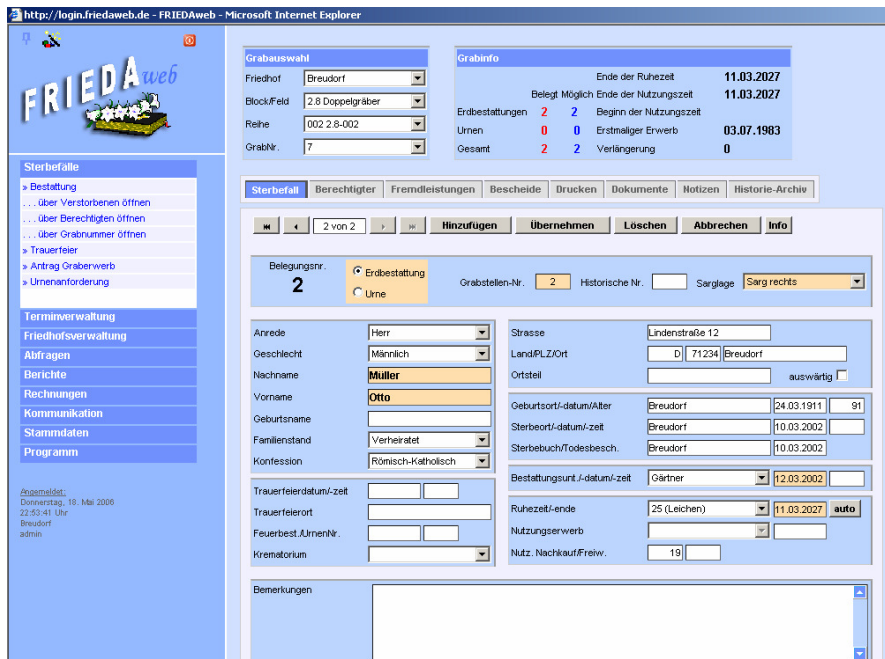 http://login.friedaweb.de - FRIEDAweb - Microsoft Internet Explorer
FRIEDA web
Sterbefälle
» Bestattung
. . . über Verstorbenen öffnen
. . . über Berechtigten öffnen
. . . über Grabnummer öffnen
» Trauerfeier
» Antrag Graberwerb
» Urnenanforderung
Terminverwaltung
Friedhofsverwaltung
Abfragen
Berichte
Rechnungen
Kommunikation
Stammdaten
Programm
Angemeldet:
Donnerstag, 18. Mai 2006
22:53:41 Uhr
Breudorf
admin
Grabauswahl
Friedhof Breudorf
Block/Feld 2.8 Doppelgräber
Reihe 002 2.8-002
GrabNr. 7
Grabinfo
Ende der Ruhezeit 11.03.2027
Belegt Möglich Ende der Nutzungszeit 11.03.2027
Erdbestattungen 2 2 Beginn der Nutzungszeit
Urnen 0 0 Erstmaliger Erwerb 03.07.1983
Gesamt 2 2 Verlängerung 0
Sterbefall Berechtigter Fremdleistungen Bescheide Drucken Dokumente Notizen Historie-Archiv
2 von 2 Hinzufügen Übernehmen Löschen Abbrechen Info
Belegungsnr.
2
Erdbestattung
Urne
Grabstellen-Nr. 2 Historische Nr. Sarglage Sarg rechts
Anrede Herr
Geschlecht Männlich
Nachname Müller
Vorname Otto
Geburtsname
Familienstand Verheiratet
Konfession Römisch-Katholisch
Trauerfeierdatum/-zeit
Trauerfeierort
Feuerbest./UrnenNr.
Krematorium
Strasse Lindenstraße 12
Land/PLZ/Ort D 71234 Breudorf
Ortsteil auswärtig
Geburtsort/-datum/Alter Breudorf 24.03.1911 91
Sterbeort/-datum/-zeit Breudorf 10.03.2002
Sterbebuch/Todesbesch. Breudorf 10.03.2002
Bestattungsunt./-datum/-zeit Gärtner 12.03.2002
Ruhezeit/-ende 25 (Leichen) 11.03.2027 auto
Nutzungserwerb
Nutz. Nachkauf/Freiw. 19
Bemerkungen